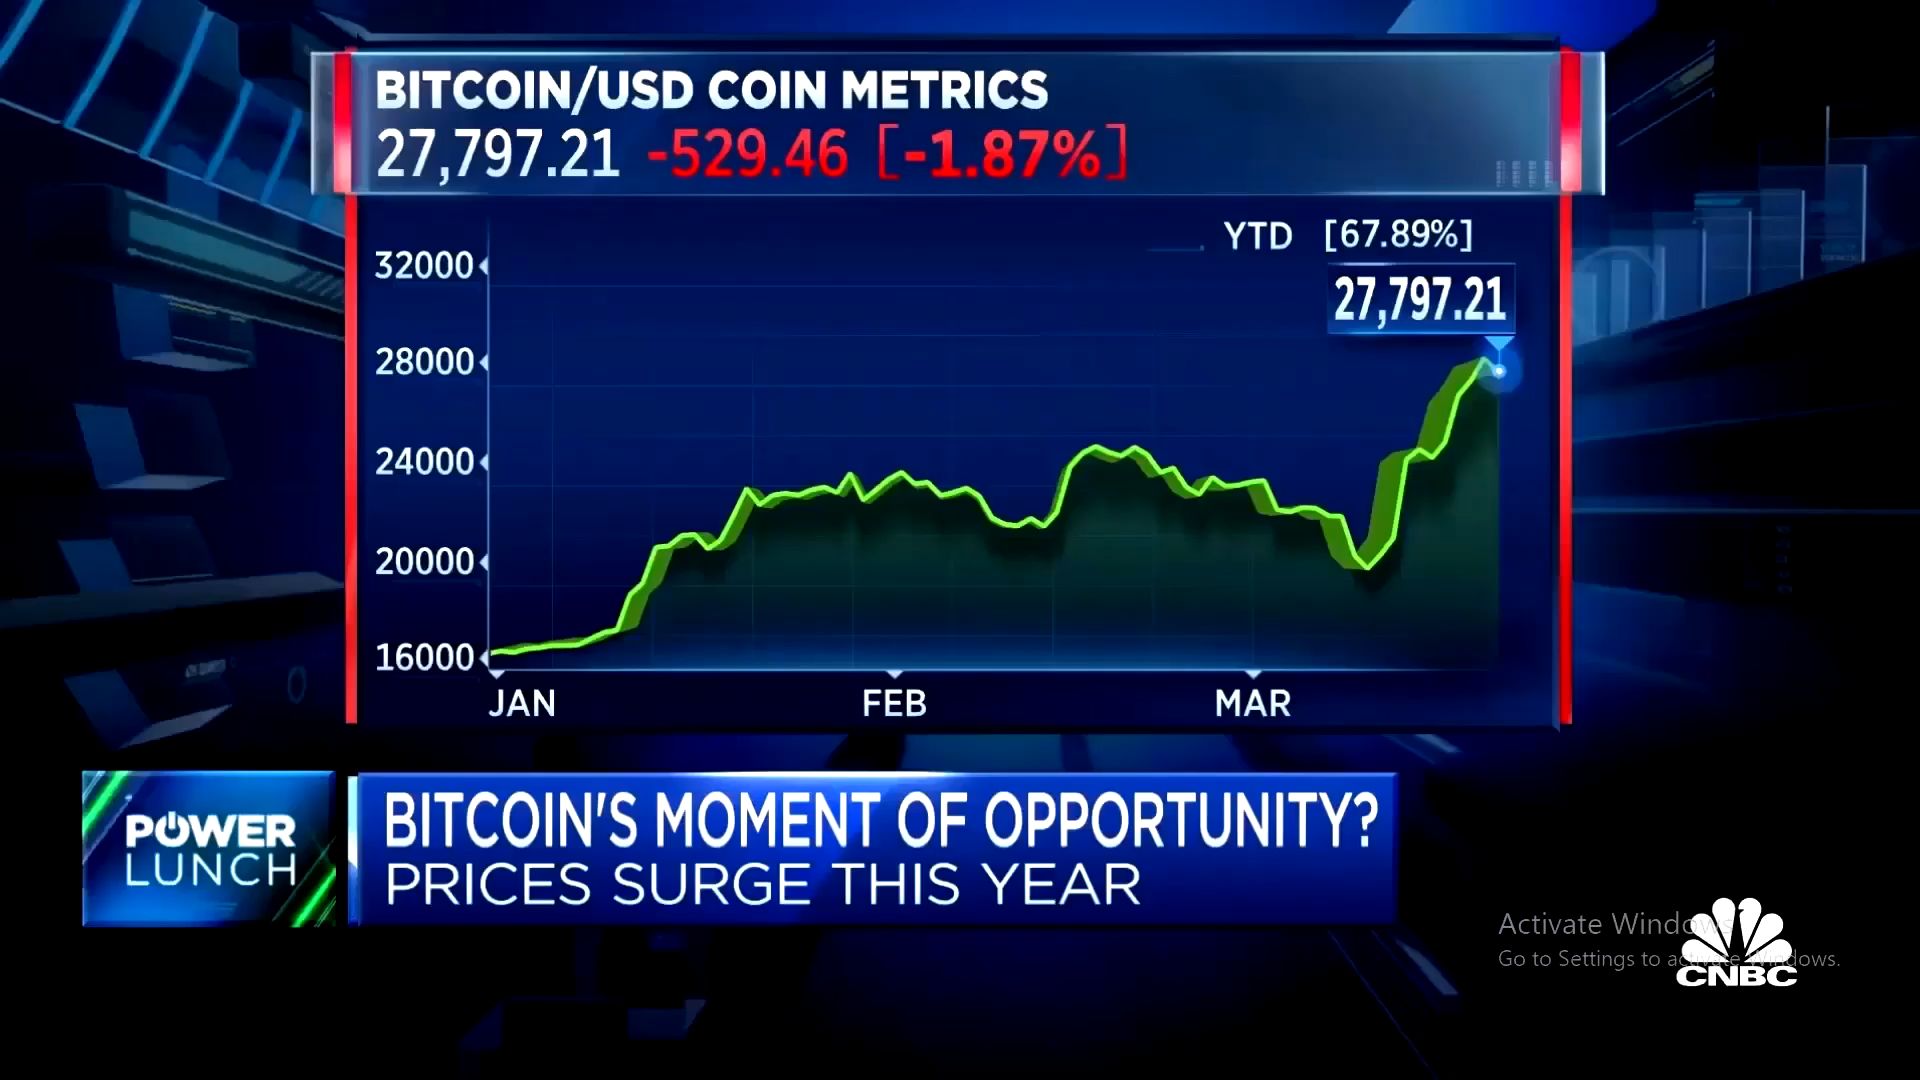 BITCOIN/USD COIN METRICS
27,797.21 -529.46 [-1.87%]
YTD [67.89%]
27,797.21
32000
28000
24000
20000
16000
JAN FEB MAR
POWER
LUNCH
BITCOIN'S MOMENT OF OPPORTUNITY?
PRICES SURGE THIS YEAR
Activate Windows
Go to Settings to activate Windows.
CNBC